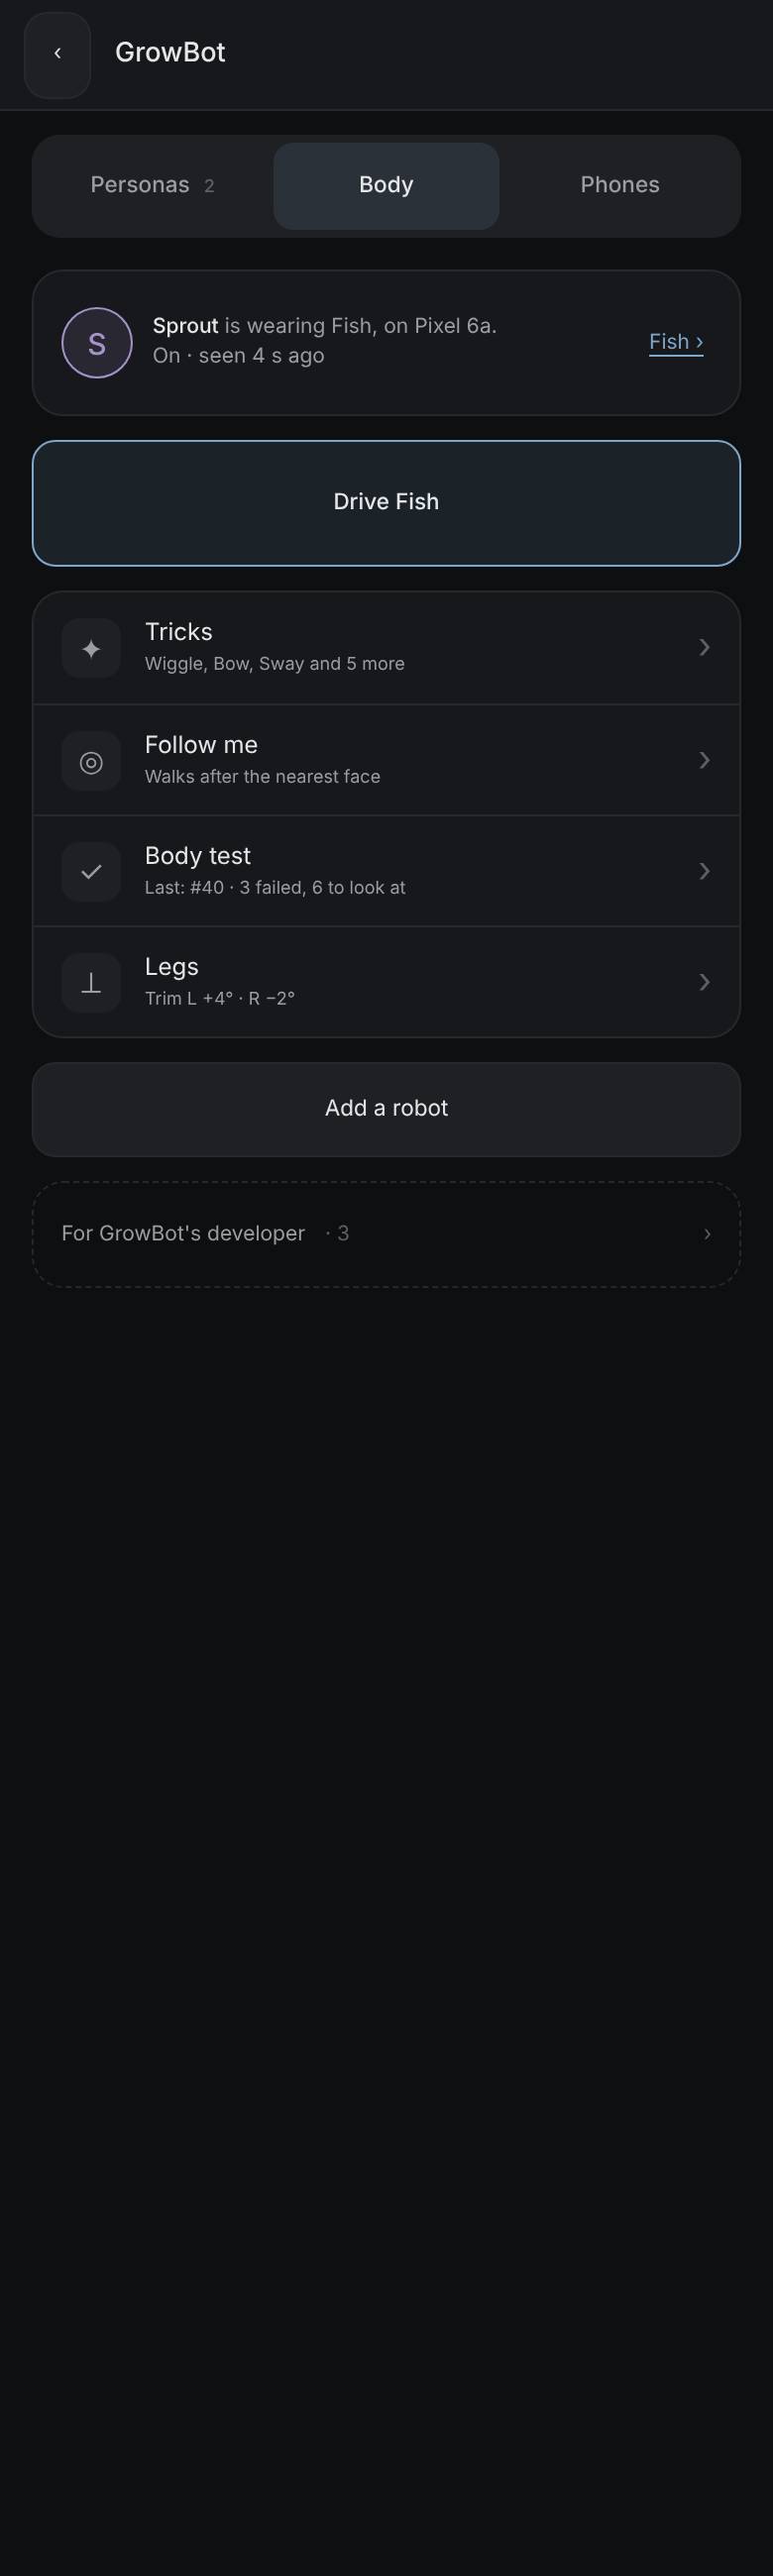 ‹ GrowBot
Personas 2 Body Phones
S
Sprout is wearing Fish, on Pixel 6a.
On · seen 4 s ago
Fish ›
Drive Fish
Tricks
Wiggle, Bow, Sway and 5 more
Follow me
Walks after the nearest face
Body test
Last: #40 · 3 failed, 6 to look at
Legs
Trim L +4° · R −2°
Add a robot
For GrowBot's developer · 3 ›